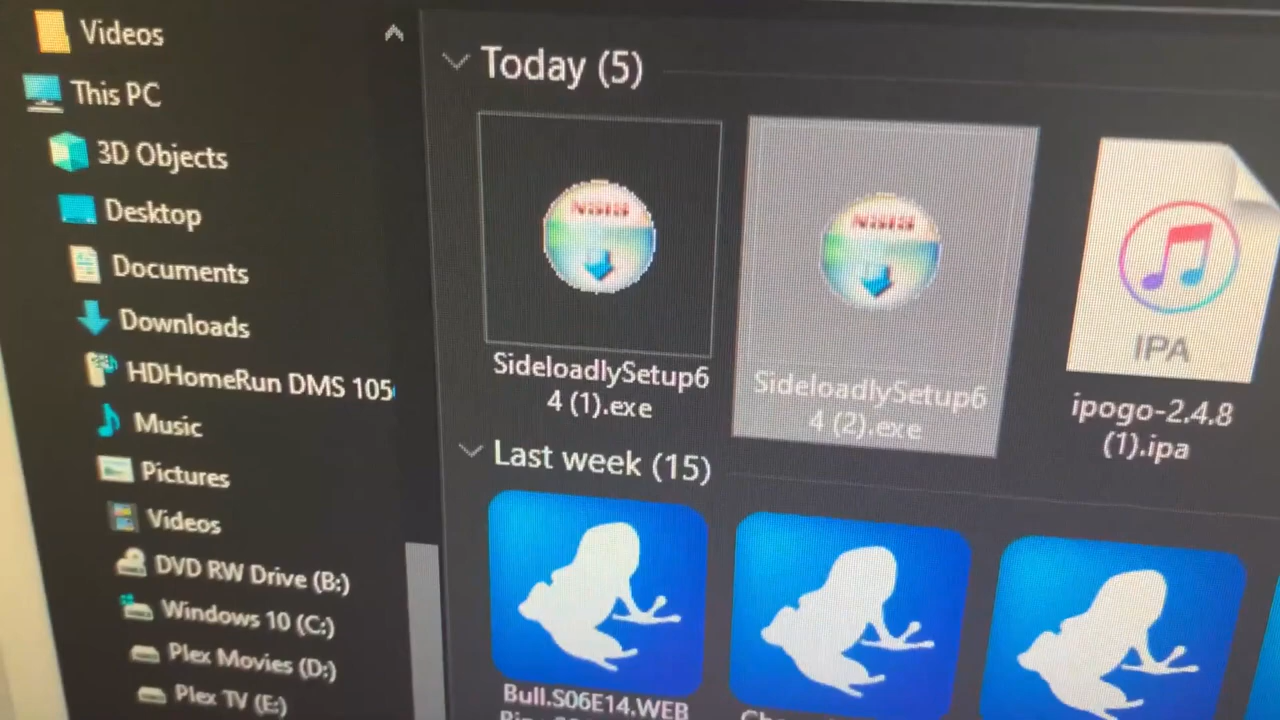 Videos
This PC
3D Objects
Desktop
Documents
Downloads
HDHomeRun DMS 105
Music
Pictures
Videos
DVD RW Drive (B:)
Windows 10 (C:)
Plex Movies (D:)
Plex TV (E:)
Today (5)
SideloadlySetup6
4 (1).exe
SideloadlySetup6
4 (2).exe
IPA
ipogo-2.4.8
(1).ipa
Last week (15)
Bull.S06E14.WEB